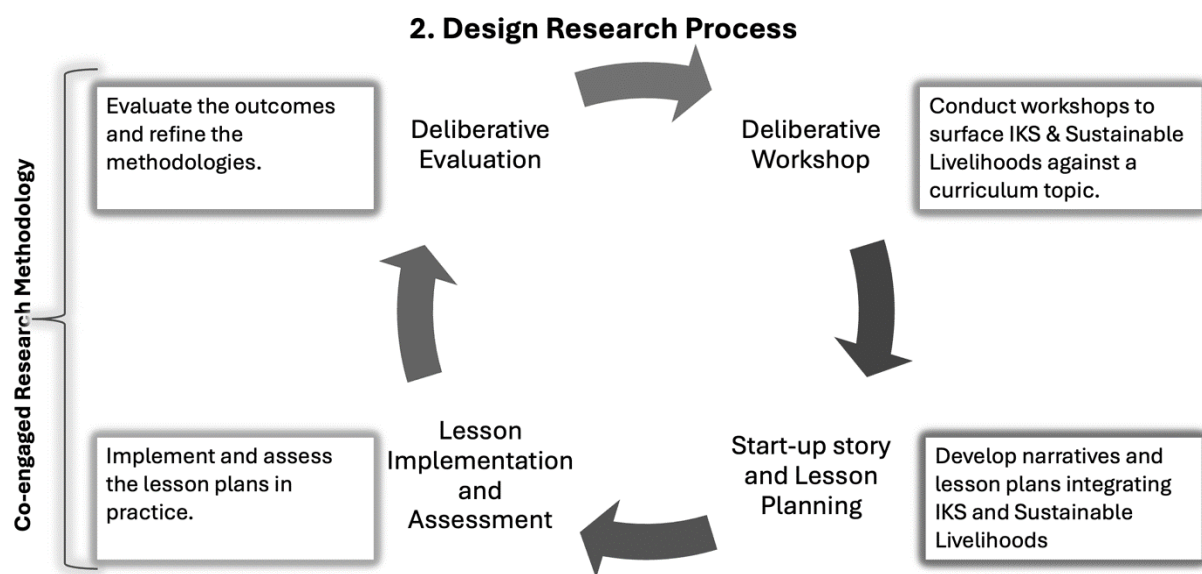 2. Design Research Process
Co-engaged Research Methodology
Evaluate the outcomes
and refine the
methodologies.
Deliberative
Evaluation
Deliberative
Workshop
Conduct workshops to
surface IKS & Sustainable
Livelihoods against a
curriculum topic.
Implement and assess
the lesson plans in
practice.
Lesson
Implementation
and
Assessment
Start-up story
and Lesson
Planning
Develop narratives and
lesson plans integrating
IKS and Sustainable
Livelihoods